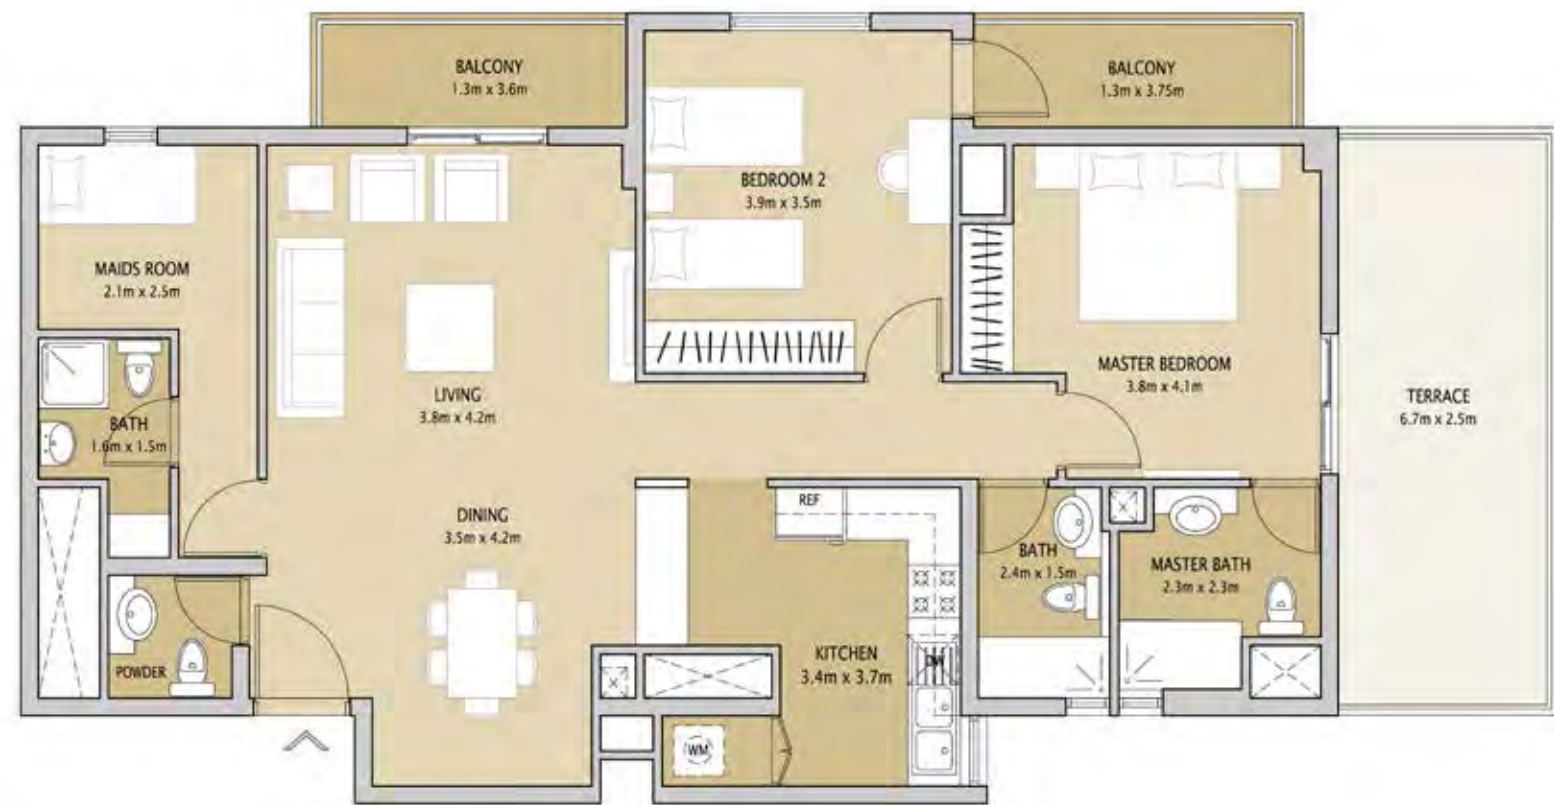 BALCONY
1.3m x 3.6m
BALCONY
1.3m x 3.75m
BEDROOM 2
3.9m x 3.5m
MAIDS ROOM
2.1m x 2.5m
MASTER BEDROOM
3.8m x 4.1m
LIVING
3.8m x 4.2m
TERRACE
6.7m x 2.5m
BATH
1.6m x 1.5m
REF
DINING
3.5m x 4.2m
BATH
2.4m x 1.5m
MASTER BATH
2.3m x 2.3m
KITCHEN
3.4m x 3.7m
DW
POWDER
WM